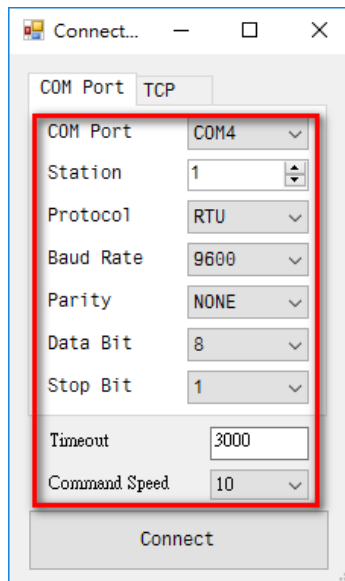 Connect...
COM Port TCP
COM Port COM4
Station 1
Protocol RTU
Baud Rate 9600
Parity NONE
Data Bit 8
Stop Bit 1
Timeout 3000
Command Speed 10
Connect